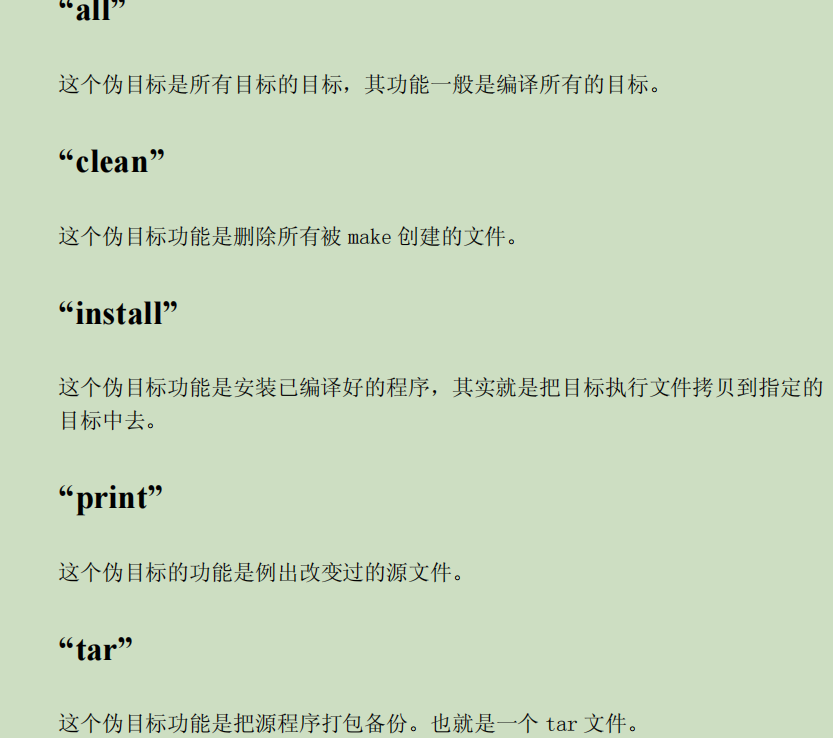 “all”
这个伪目标是所有目标的目标，其功能一般是编译所有的目标。
“clean”
这个伪目标功能是删除所有被 make 创建的文件。
“install”
这个伪目标功能是安装已编译好的程序，其实就是把目标执行文件拷贝到指定的
目标中去。
“print”
这个伪目标的功能是例出改变过的源文件。
“tar”
这个伪目标功能是把源程序打包备份。也就是一个 tar 文件。